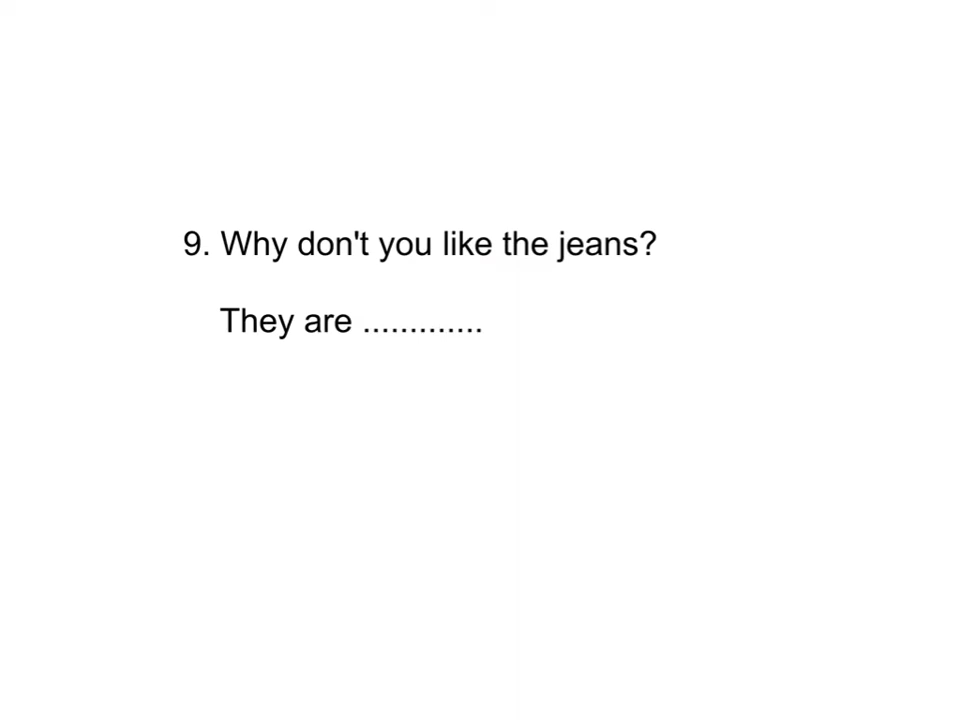 9. Why don't you like the jeans?
They are .............